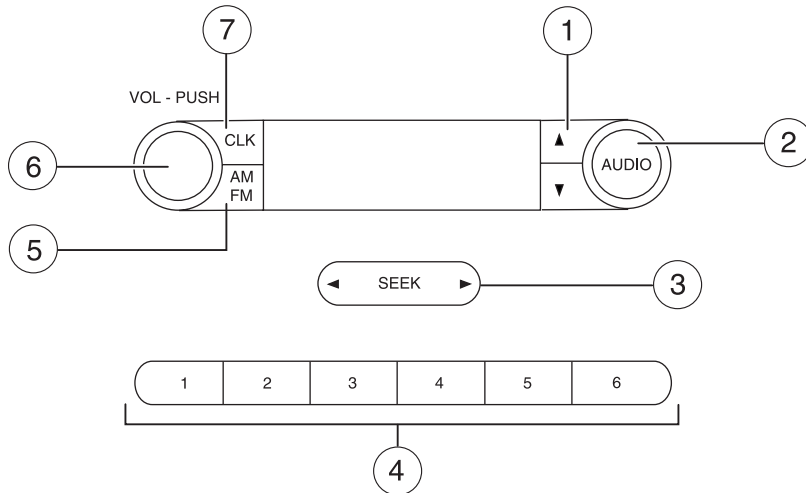 7
1
VOL - PUSH
CLK
▲
2
6
AUDIO
AM
FM
▼
5
◄ SEEK ►
3
1 2 3 4 5 6
4